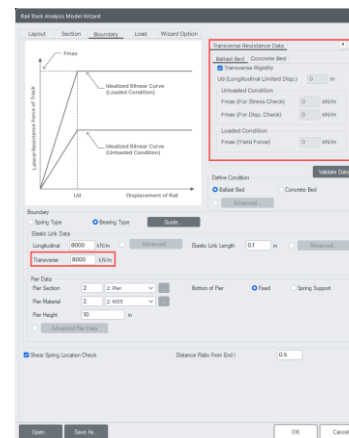 Rail Track Analysis Model Wizard
Layout Section Boundary Load Wizard Option
Fmax
Idealized Bilinear Curve
(Loaded Condition)
Idealized Bilinear Curve
(Unloaded Condition)
Lateral Resistance Force of Track
Uid Displacement of Rail
Transverse Resistance Data
Ballast Bed Concrete Bed
Transverse Rigidity
Ud (Longitudinal Limited Disp.) 0 m
Unloaded Condition
Fmax (For Stress Check) 0 kN/m
Fmax (For Disp. Check) 0 kN/m
Loaded Condition
Fmax (Yield Force) 0 kN/m
Validate Data
Define Condition
Ballast Bed Concrete Bed
Advanced...
Boundary
Spring Type Bearing Type Guide...
Elastic Link Data
Longitudinal 8000 kN/m Advanced... Elastic Link Length 0.1 m Advanced...
Transverse 8000 kN/m
Pier Data
Pier Section 2 2: Pier Bottom of Pier Fixed Spring Support
Pier Material 2 2: M35
Pier Height 10 m
Advanced Pier Data
Shear Spring Location Check Distance Ratio From End I 0.5
Open... Save As... OK Cancel